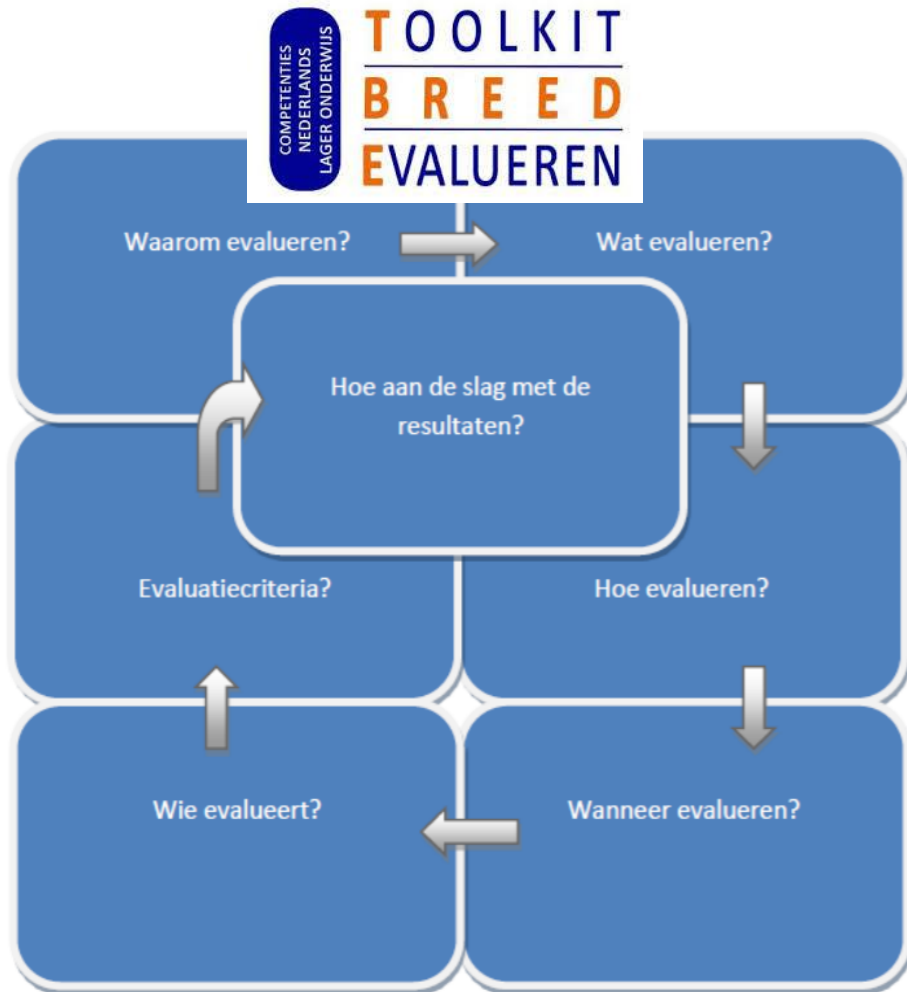 COMPETENTIES
NEDERLANDS
LAGER ONDERWIJS
TOOLKIT
BREED
EVALUEREN
Waarom evalueren?
Wat evalueren?
Hoe aan de slag met de
resultaten?
Evaluatiecriteria?
Hoe evalueren?
Wie evalueert?
Wanneer evalueren?